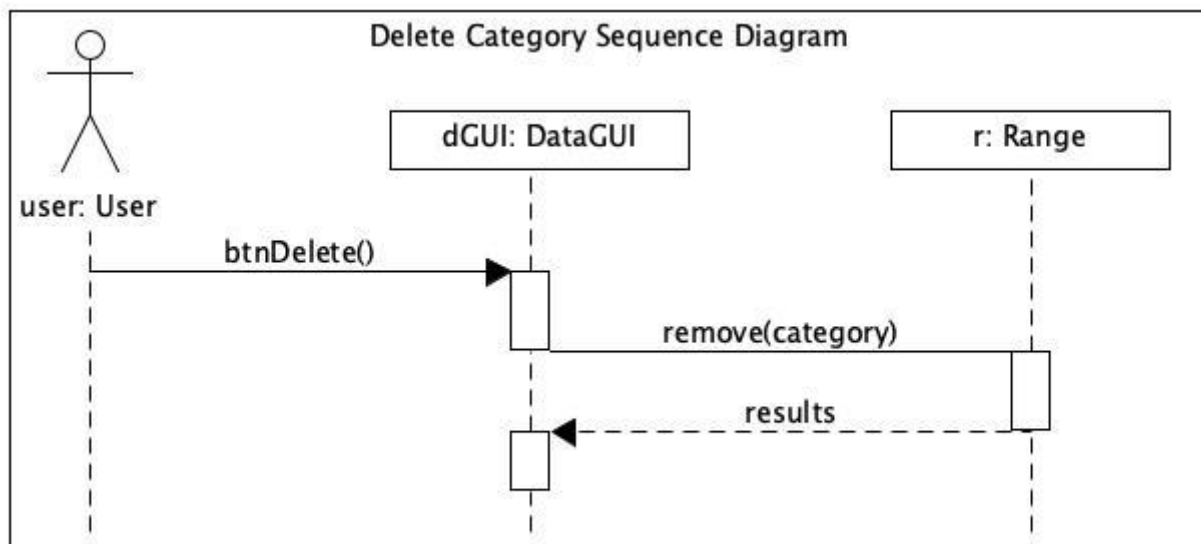 Delete Category Sequence Diagram
dGUI: DataGUI
r: Range
user: User
btnDelete()
remove(category)
results